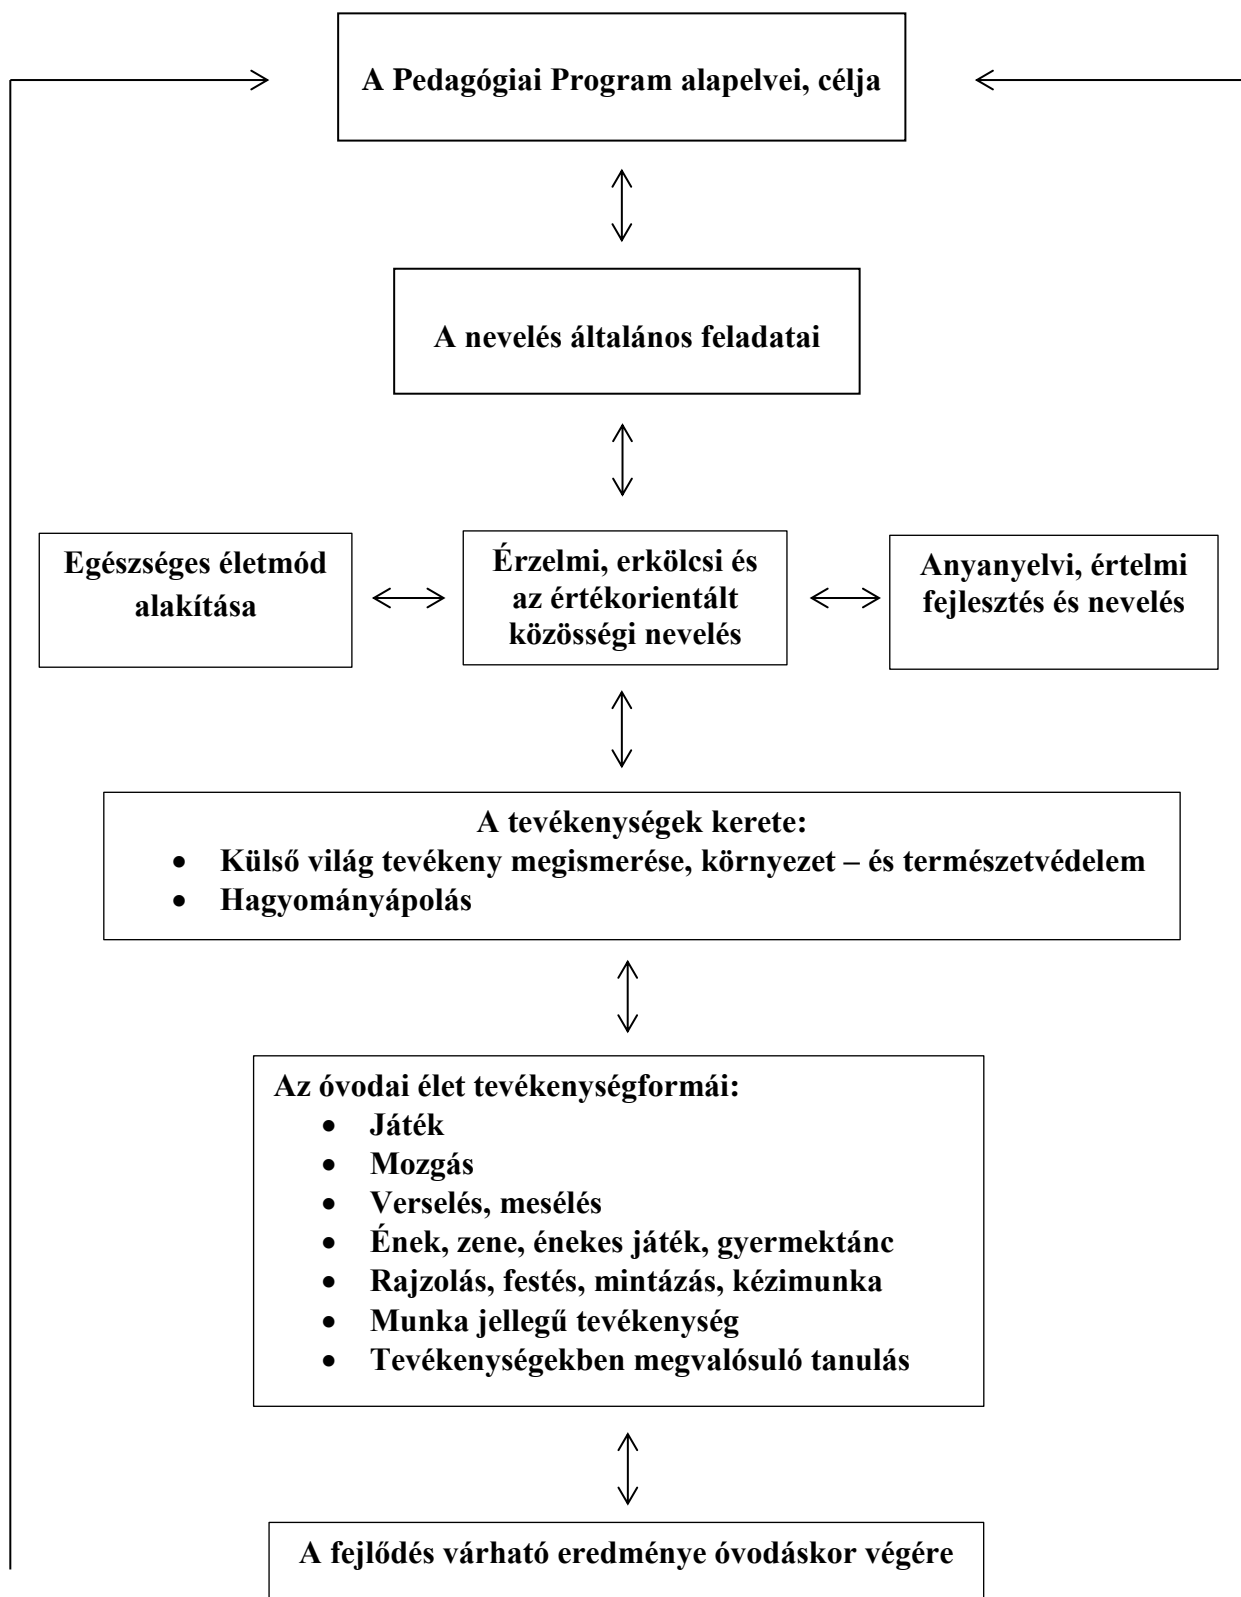 A Pedagógiai Program alapelvei, célja
A nevelés általános feladatai
Egészséges életmód
alakítása
Érzelmi, erkölcsi és
az értékorientált
közösségi nevelés
Anyanyelvi, értelmi
fejlesztés és nevelés
A tevékenységek kerete:
• Külső világ tevékeny megismerése, környezet – és természetvédelem
• Hagyományápolás
Az óvodai élet tevékenységformái:
• Játék
• Mozgás
• Verselés, mesélés
• Ének, zene, énekes játék, gyermektánc
• Rajzolás, festés, mintázás, kézimunka
• Munka jellegű tevékenység
• Tevékenységekben megvalósuló tanulás
A fejlődés várható eredménye óvodáskor végére